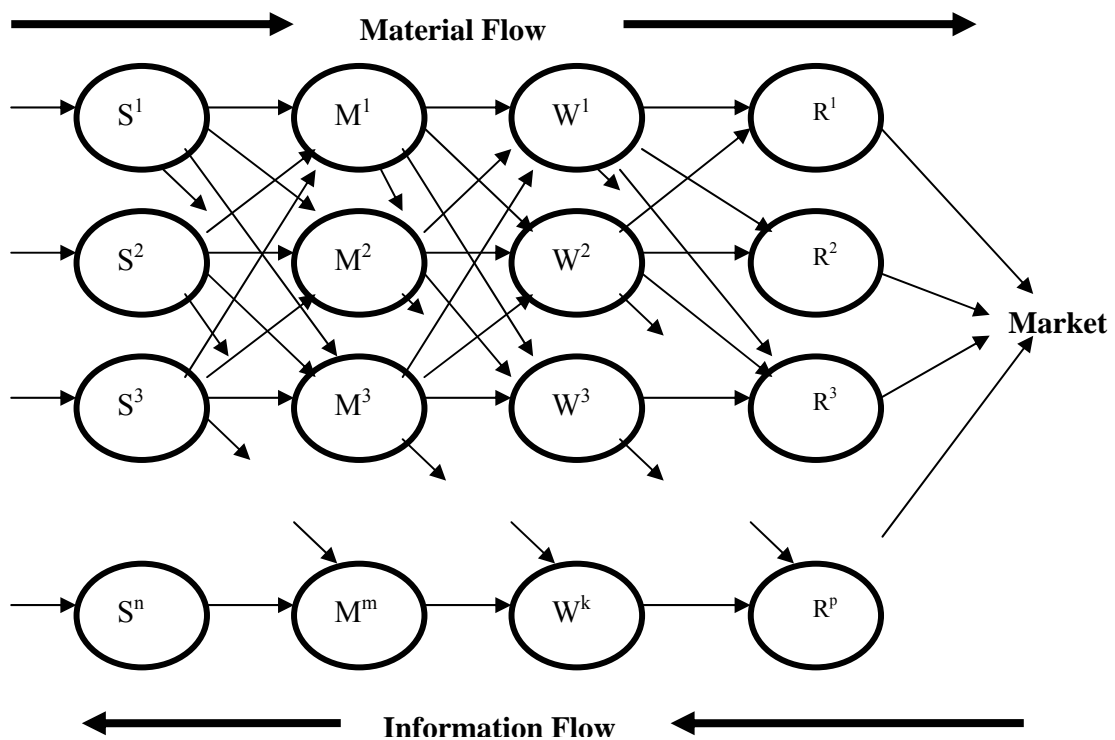 Material Flow
S¹ M¹ W¹ R¹
S² M² W² R²
Market
S³ M³ W³ R³
Sⁿ Mᵐ Wᵏ Rᵖ
Information Flow